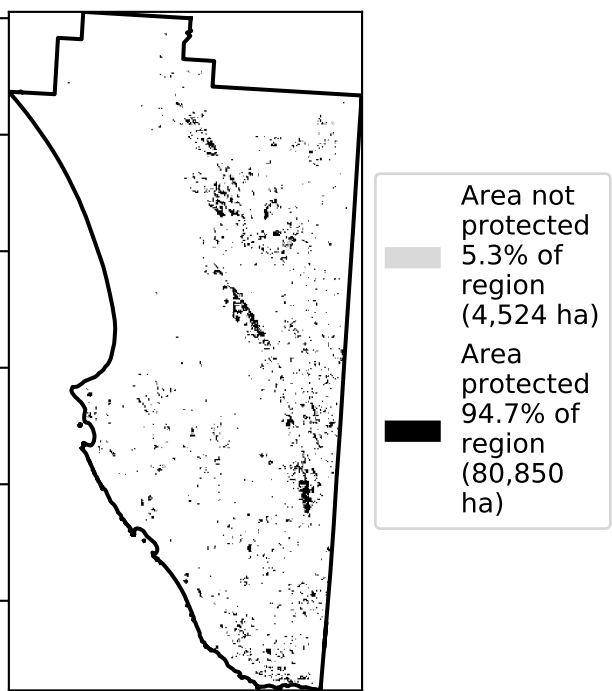 Area not
protected
5.3% of
region
(4,524 ha)
Area
protected
94.7% of
region
(80,850
ha)